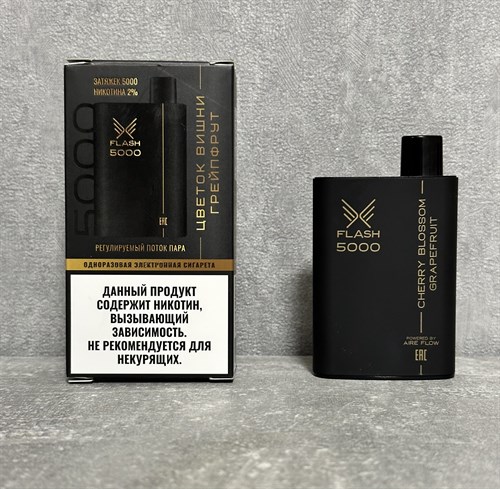 ЗАТЯЖЕК 5000
НИКОТИНА 2%
5000
FLASH
5000
ЦВЕТОК ВИШНИ
ГРЕЙПФРУТ
EAC
РЕГУЛИРУЕМЫЙ ПОТОК ПАРА
ОДНОРАЗОВАЯ ЭЛЕКТРОННАЯ СИГАРЕТА
ДАННЫЙ ПРОДУКТ
СОДЕРЖИТ НИКОТИН,
ВЫЗЫВАЮЩИЙ
ЗАВИСИМОСТЬ.
НЕ РЕКОМЕНДУЕТСЯ ДЛЯ
НЕКУРЯЩИХ.
FLASH
5000
CHERRY BLOSSOM
GRAPEFRUIT
POWERED BY
AIRE FLOW
EAC